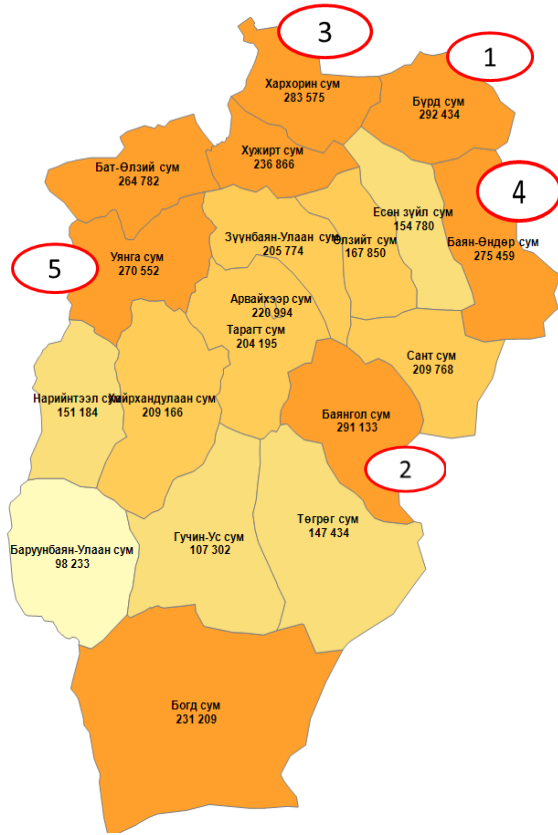 3
1
Хархорин сум
283 575
Бүрд сум
292 434
Хужирт сум
236 866
Бат-Өлзий сум
264 782
4
Есөн зүйл сум
154 780
Баян-Өндөр сум
275 459
Зүүнбаян-Улаан сум
205 774
Өлзийт сум
167 850
5
Уянга сум
270 552
Арвайхээр сум
220 994
Тарагт сум
204 195
Сант сум
209 768
Нарийнтээл сум
151 184
Хайрхандулаан сум
209 166
Баянгол сум
291 133
2
Төгрөг сум
147 434
Гучин-Ус сум
107 302
Баруунбаян-Улаан сум
98 233
Богд сум
231 209